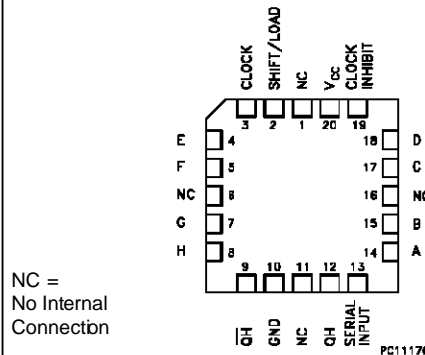 CLOCK
SHIFT/LOAD
NC
VCC
CLOCK
INHIBIT
3 2 1 20 19
E 4 18 D
F 5 17 C
NC 6 16 NC
G 7 15 B
H 8 14 A
9 10 11 12 13
QH
GND
NC
QH
SERIAL
INPUT
NC =
No Internal
Connection
PC1117